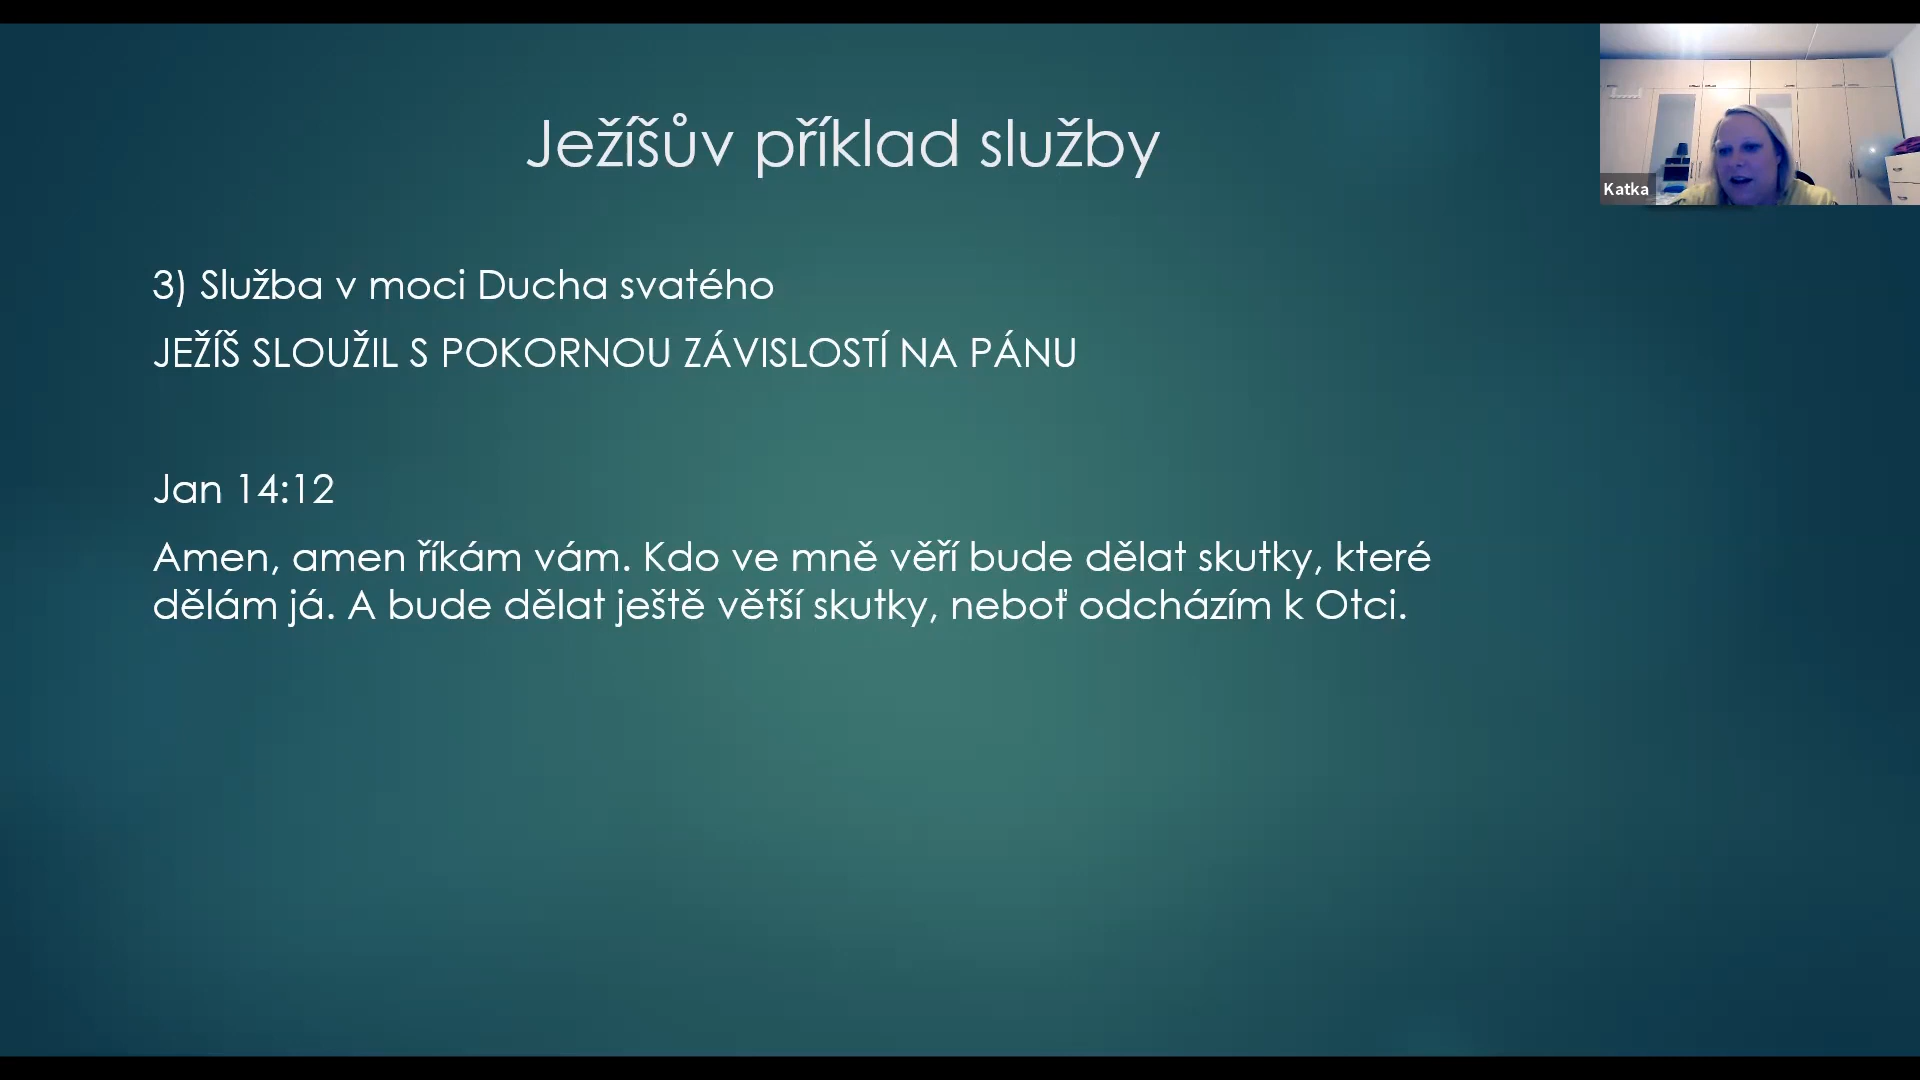 Ježíšův příklad služby
Katka
3) Služba v moci Ducha svatého
JEŽÍŠ SLOUŽIL S POKORNOU ZÁVISLOSTÍ NA PÁNU
Jan 14:12
Amen, amen říkám vám. Kdo ve mně věří bude dělat skutky, které
dělám já. A bude dělat ještě větší skutky, neboť odcházím k Otci.